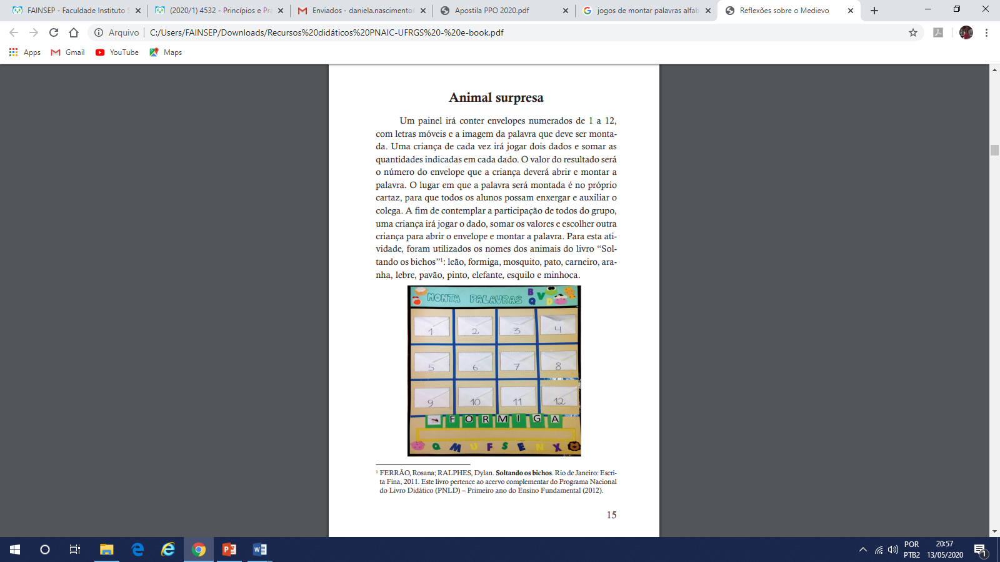 FAINSEP - Faculdade Instituto S
(2020/1) 4532 - Princípios e Prá
Enviados - daniela.nascimento
Apostila PPO 2020.pdf
jogos de montar palavras alfab
Reflexões sobre o Medievo
Arquivo
C:/Users/FAINSEP/Downloads/Recursos%20didáticos%20PNAIC-UFRGS%20-%20e-book.pdf
Apps
Gmail
YouTube
Maps
Animal surpresa
Um painel irá conter envelopes numerados de 1 a 12,
com letras móveis e a imagem da palavra que deve ser monta-
da. Uma criança de cada vez irá jogar dois dados e somar as
quantidades indicadas em cada dado. O valor do resultado será
o número do envelope que a criança deverá abrir e montar a
palavra. O lugar em que a palavra será montada é no próprio
cartaz, para que todos os alunos possam enxergar e auxiliar o
colega. A fim de contemplar a participação de todos do grupo,
uma criança irá jogar o dado, somar os valores e escolher outra
criança para abrir o envelope e montar a palavra. Para esta ati-
vidade, foram utilizados os nomes dos animais do livro “Sol-
tando os bichos”¹: leão, formiga, mosquito, pato, carneiro, ara-
nha, lebre, pavão, pinto, elefante, esquilo e minhoca.
MONTA PALAVRAS B Q V D
1 2 3 4
5 6 7 8
9 10 11 12
F O R M I G A
Q M U F S E N X
¹ FERRÃO, Rosana; RALPHES, Dylan. Soltando os bichos. Rio de Janeiro: Escri-
ta Fina, 2011. Este livro pertence ao acervo complementar do Programa Nacional
do Livro Didático (PNLD) – Primeiro ano do Ensino Fundamental (2012).
15
POR
PTB2
20:57
13/05/2020
1